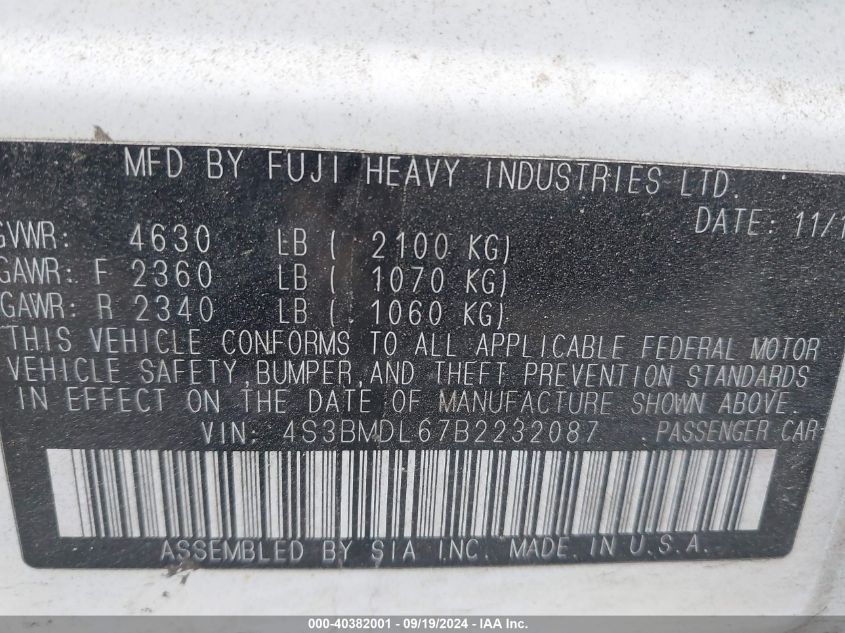 MFD BY FUJI HEAVY INDUSTRIES LTD.
DATE: 11/1
GVWR: 4630 LB ( 2100 KG)
GAWR: F 2360 LB ( 1070 KG)
GAWR: R 2340 LB ( 1060 KG)
THIS VEHICLE CONFORMS TO ALL APPLICABLE FEDERAL MOTOR
VEHICLE SAFETY, BUMPER, AND THEFT PREVENTION STANDARDS
IN EFFECT ON THE DATE OF MANUFACTURE SHOWN ABOVE.
VIN: 4S3BMDL67B2232087 PASSENGER CAR
ASSEMBLED BY SIA INC. MADE IN U.S.A.
000-40382001 - 09/19/2024 - IAAI.COM